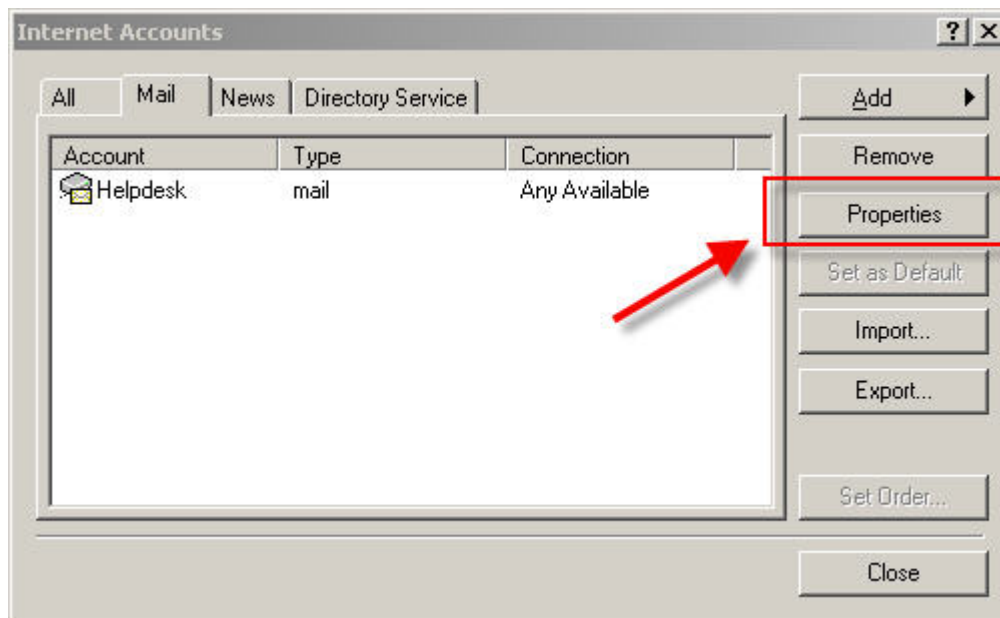 Internet Accounts
All Mail News Directory Service
Account Type Connection
Helpdesk mail Any Available
Add
Remove
Properties
Set as Default
Import...
Export...
Set Order...
Close